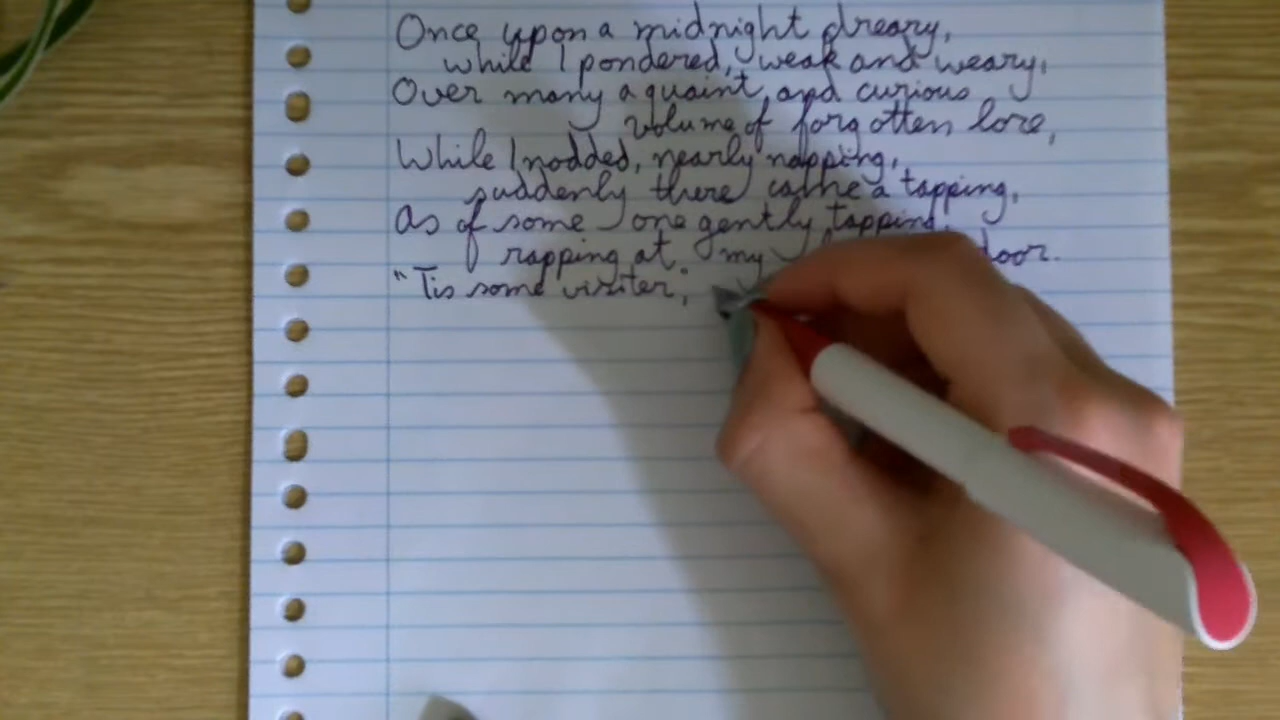 Once upon a midnight dreary,
while I pondered, weak and weary,
Over many a quaint and curious
volume of forgotten lore,
While I nodded, nearly napping,
suddenly there came a tapping,
As of some one gently tapping,
rapping at my door.
"Tis some visiter,"